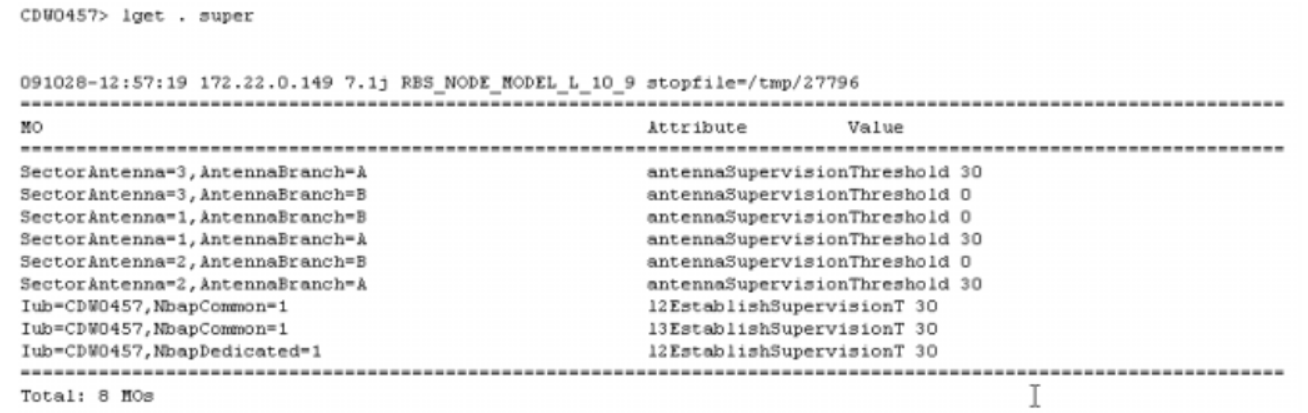 CDW0457> lget . super
091028-12:57:19 172.22.0.149 7.1j RBS_NODE_MODEL_L_10_9 stopfile=/tmp/27796
=================================================================================================================
MO Attribute Value
=================================================================================================================
SectorAntenna=3,AntennaBranch=A antennaSupervisionThreshold 30
SectorAntenna=3,AntennaBranch=B antennaSupervisionThreshold 0
SectorAntenna=1,AntennaBranch=B antennaSupervisionThreshold 0
SectorAntenna=1,AntennaBranch=A antennaSupervisionThreshold 30
SectorAntenna=2,AntennaBranch=B antennaSupervisionThreshold 0
SectorAntenna=2,AntennaBranch=A antennaSupervisionThreshold 30
Iub=CDW0457,NbapCommon=1 l2EstablishSupervisionT 30
Iub=CDW0457,NbapCommon=1 l3EstablishSupervisionT 30
Iub=CDW0457,NbapDedicated=1 l2EstablishSupervisionT 30
=================================================================================================================
Total: 8 MOs